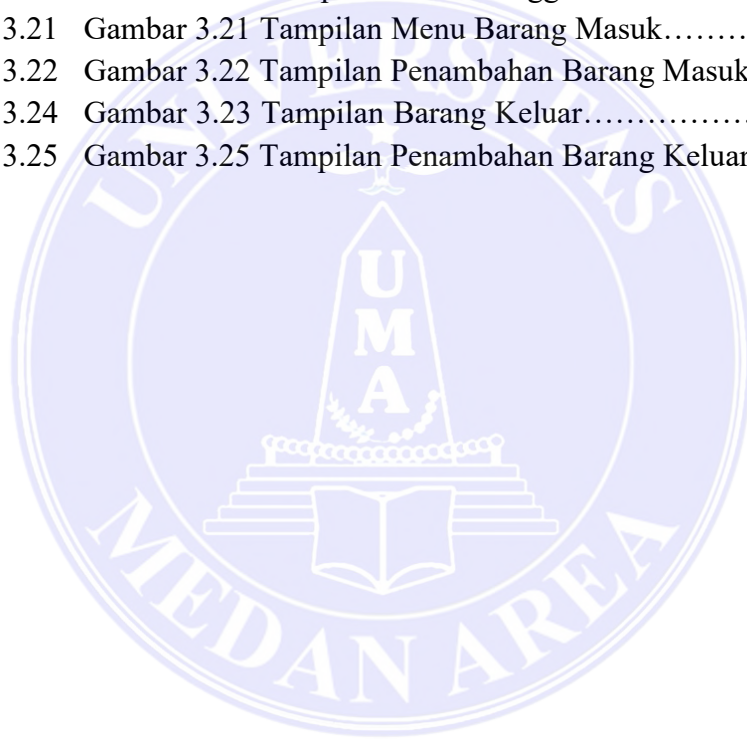 3.21 Gambar 3.21 Tampilan Menu Barang Masuk………
3.22 Gambar 3.22 Tampilan Penambahan Barang Masuk
3.24 Gambar 3.23 Tampilan Barang Keluar………………
3.25 Gambar 3.25 Tampilan Penambahan Barang Keluar
UNIVERSITAS
U
M
A
MEDAN AREA